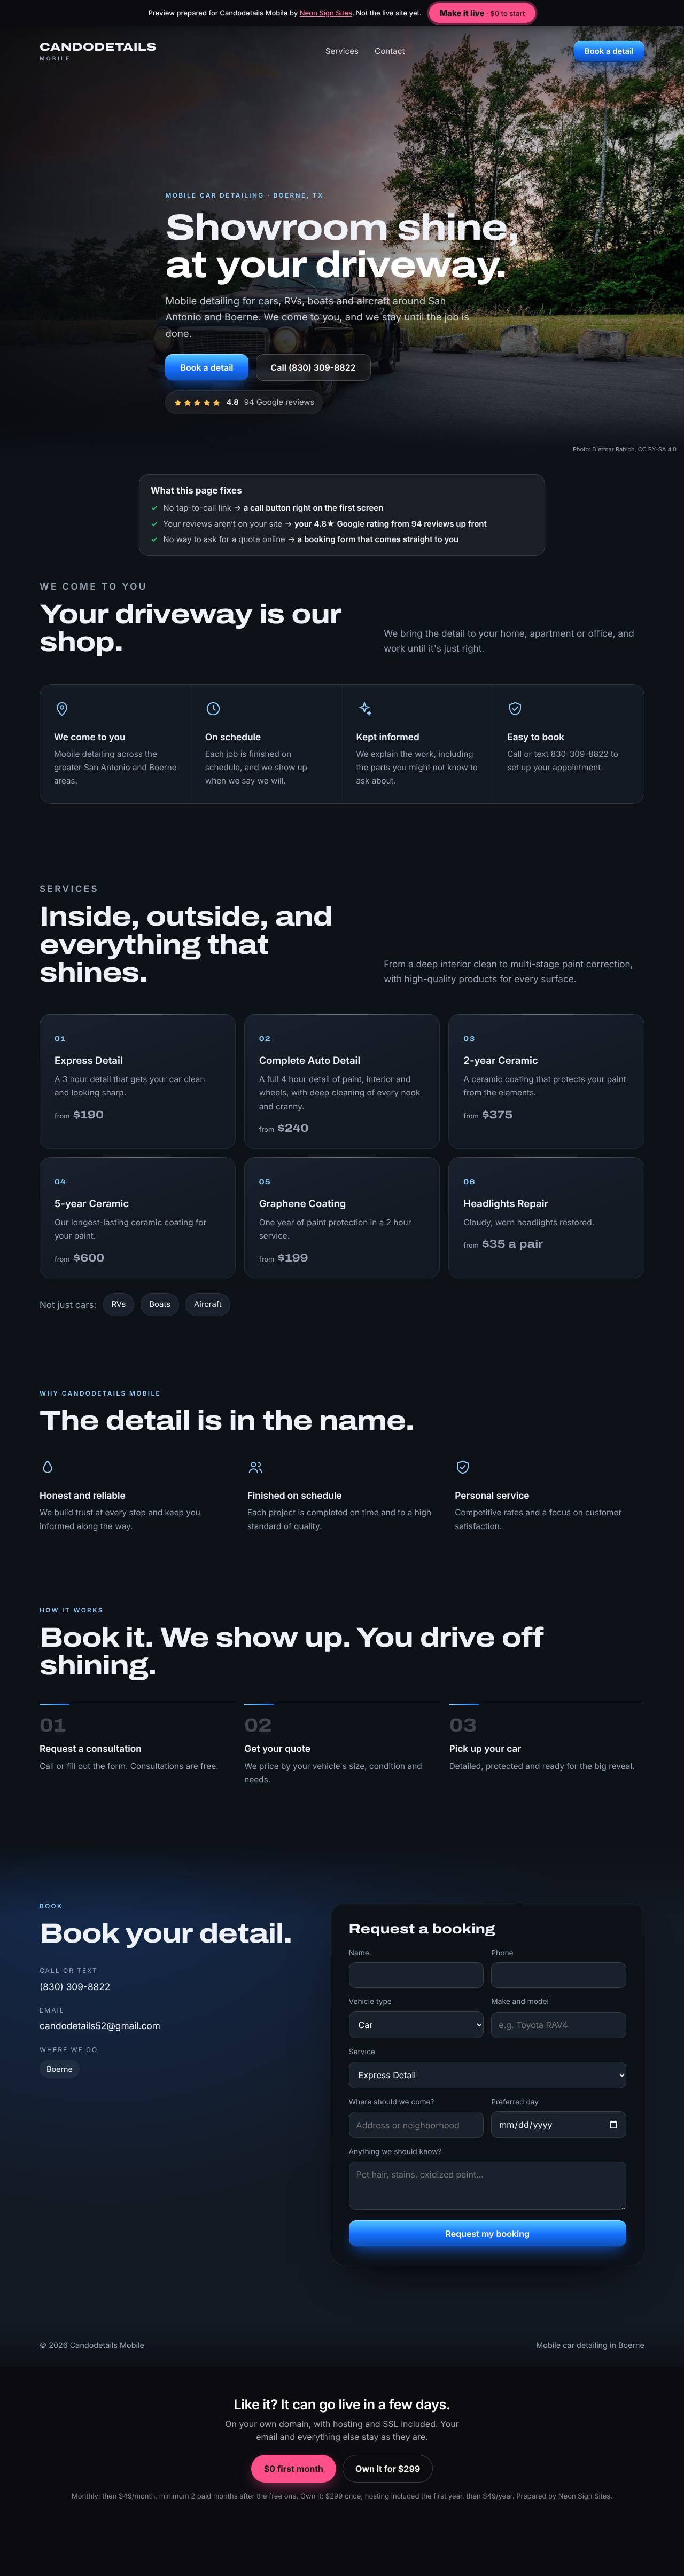 Preview prepared for Candodetails Mobile by Neon Sign Sites. Not the live site yet.
Make it live · $0 to start
CANDODETAILS
MOBILE
Services
Contact
Book a detail
MOBILE CAR DETAILING · BOERNE, TX
Showroom shine,
at your driveway.
Mobile detailing for cars, RVs, boats and aircraft around San
Antonio and Boerne. We come to you, and we stay until the job is
done.
Book a detail
Call (830) 309-8822
★★★★★ 4.8 94 Google reviews
Photo: Dietmar Rabich, CC BY-SA 4.0
What this page fixes
✓ No tap-to-call link → a call button right on the first screen
✓ Your reviews aren't on your site → your 4.8★ Google rating from 94 reviews up front
✓ No way to ask for a quote online → a booking form that comes straight to you
WE COME TO YOU
Your driveway is our
shop.
We bring the detail to your home, apartment or office, and
work until it's just right.
We come to you
Mobile detailing across the
greater San Antonio and Boerne
areas.
On schedule
Each job is finished on
schedule, and we show up
when we say we will.
Kept informed
We explain the work, including
the parts you might not know to
ask about.
Easy to book
Call or text 830-309-8822 to
set up your appointment.
SERVICES
Inside, outside, and
everything that
shines.
From a deep interior clean to multi-stage paint correction,
with high-quality products for every surface.
01
Express Detail
A 3 hour detail that gets your car clean
and looking sharp.
from $190
02
Complete Auto Detail
A full 4 hour detail of paint, interior and
wheels, with deep cleaning of every nook
and cranny.
from $240
03
2-year Ceramic
A ceramic coating that protects your paint
from the elements.
from $375
04
5-year Ceramic
Our longest-lasting ceramic coating for
your paint.
from $600
05
Graphene Coating
One year of paint protection in a 2 hour
service.
from $199
06
Headlights Repair
Cloudy, worn headlights restored.
from $35 a pair
Not just cars:
RVs
Boats
Aircraft
WHY CANDODETAILS MOBILE
The detail is in the name.
Honest and reliable
We build trust at every step and keep you
informed along the way.
Finished on schedule
Each project is completed on time and to a high
standard of quality.
Personal service
Competitive rates and a focus on customer
satisfaction.
HOW IT WORKS
Book it. We show up. You drive off
shining.
01
Request a consultation
Call or fill out the form. Consultations are free.
02
Get your quote
We price by your vehicle's size, condition and
needs.
03
Pick up your car
Detailed, protected and ready for the big reveal.
BOOK
Book your detail.
CALL OR TEXT
(830) 309-8822
EMAIL
candodetails52@gmail.com
WHERE WE GO
Boerne
Request a booking
Name
Phone
Vehicle type
Car
Make and model
e.g. Toyota RAV4
Service
Express Detail
Where should we come?
Address or neighborhood
Preferred day
mm/dd/yyyy
Anything we should know?
Pet hair, stains, oxidized paint...
Request my booking
© 2026 Candodetails Mobile
Mobile car detailing in Boerne
Like it? It can go live in a few days.
On your own domain, with hosting and SSL included. Your
email and everything else stay as they are.
$0 first month
Own it for $299
Monthly: then $49/month, minimum 2 paid months after the free one. Own it: $299 once, hosting included the first year, then $49/year. Prepared by Neon Sign Sites.